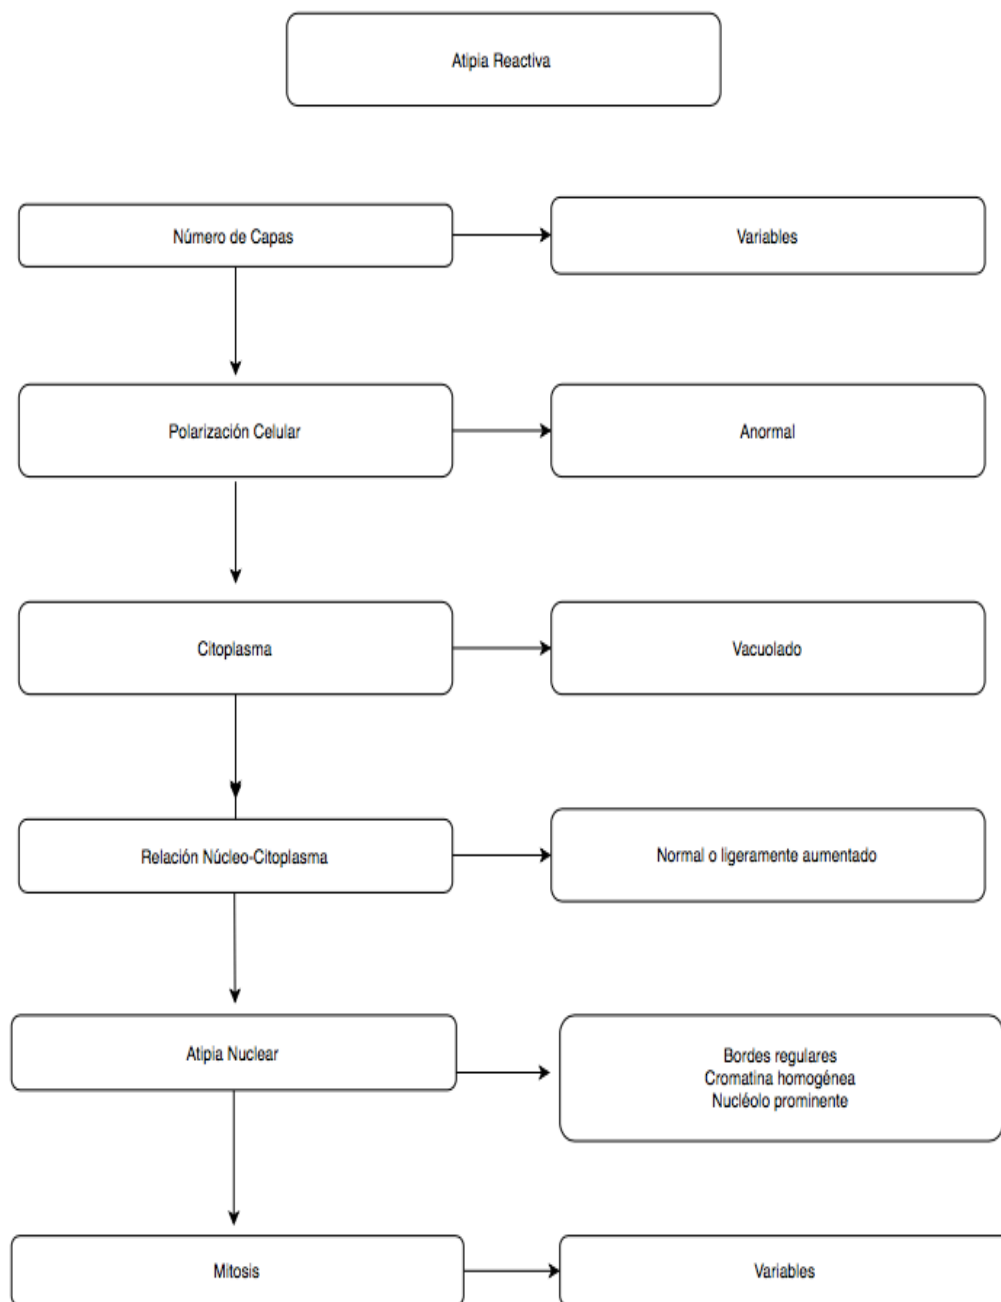 Atipia Reactiva
Número de Capas
Variables
Polarización Celular
Anormal
Citoplasma
Vacuolado
Relación Núcleo-Citoplasma
Normal o ligeramente aumentado
Atipia Nuclear
Bordes regulares
Cromatina homogénea
Nucléolo prominente
Mitosis
Variables